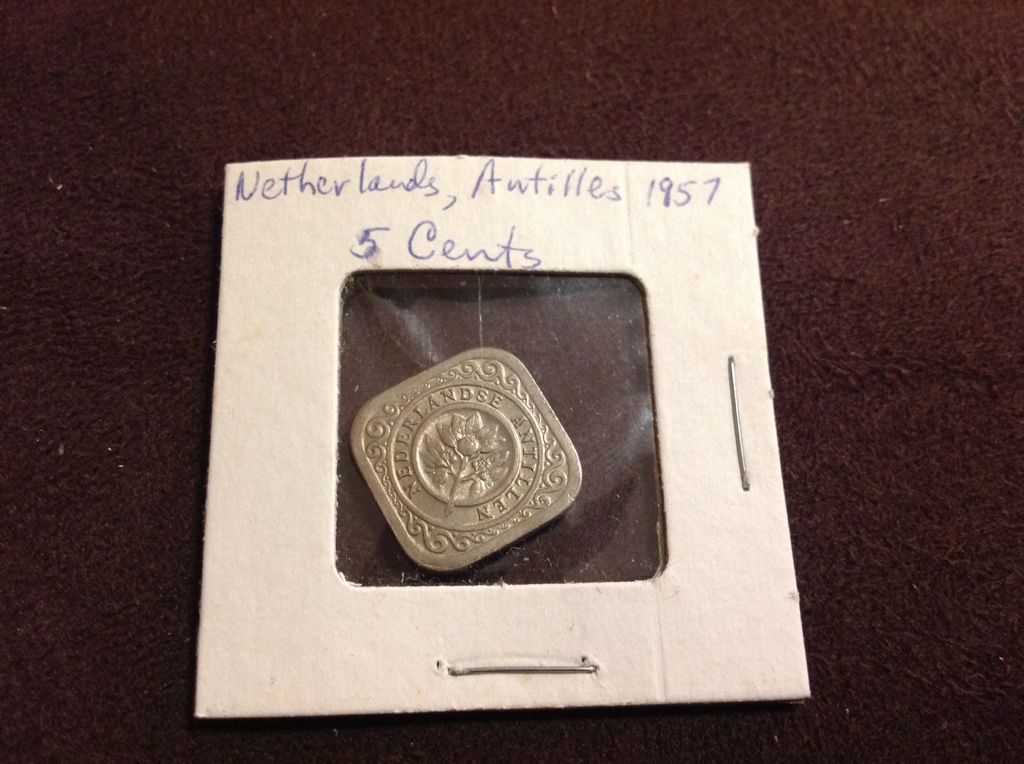 Netherlands, Antilles 1957
5 Cents
NEDERLANDSE ANTILLEN